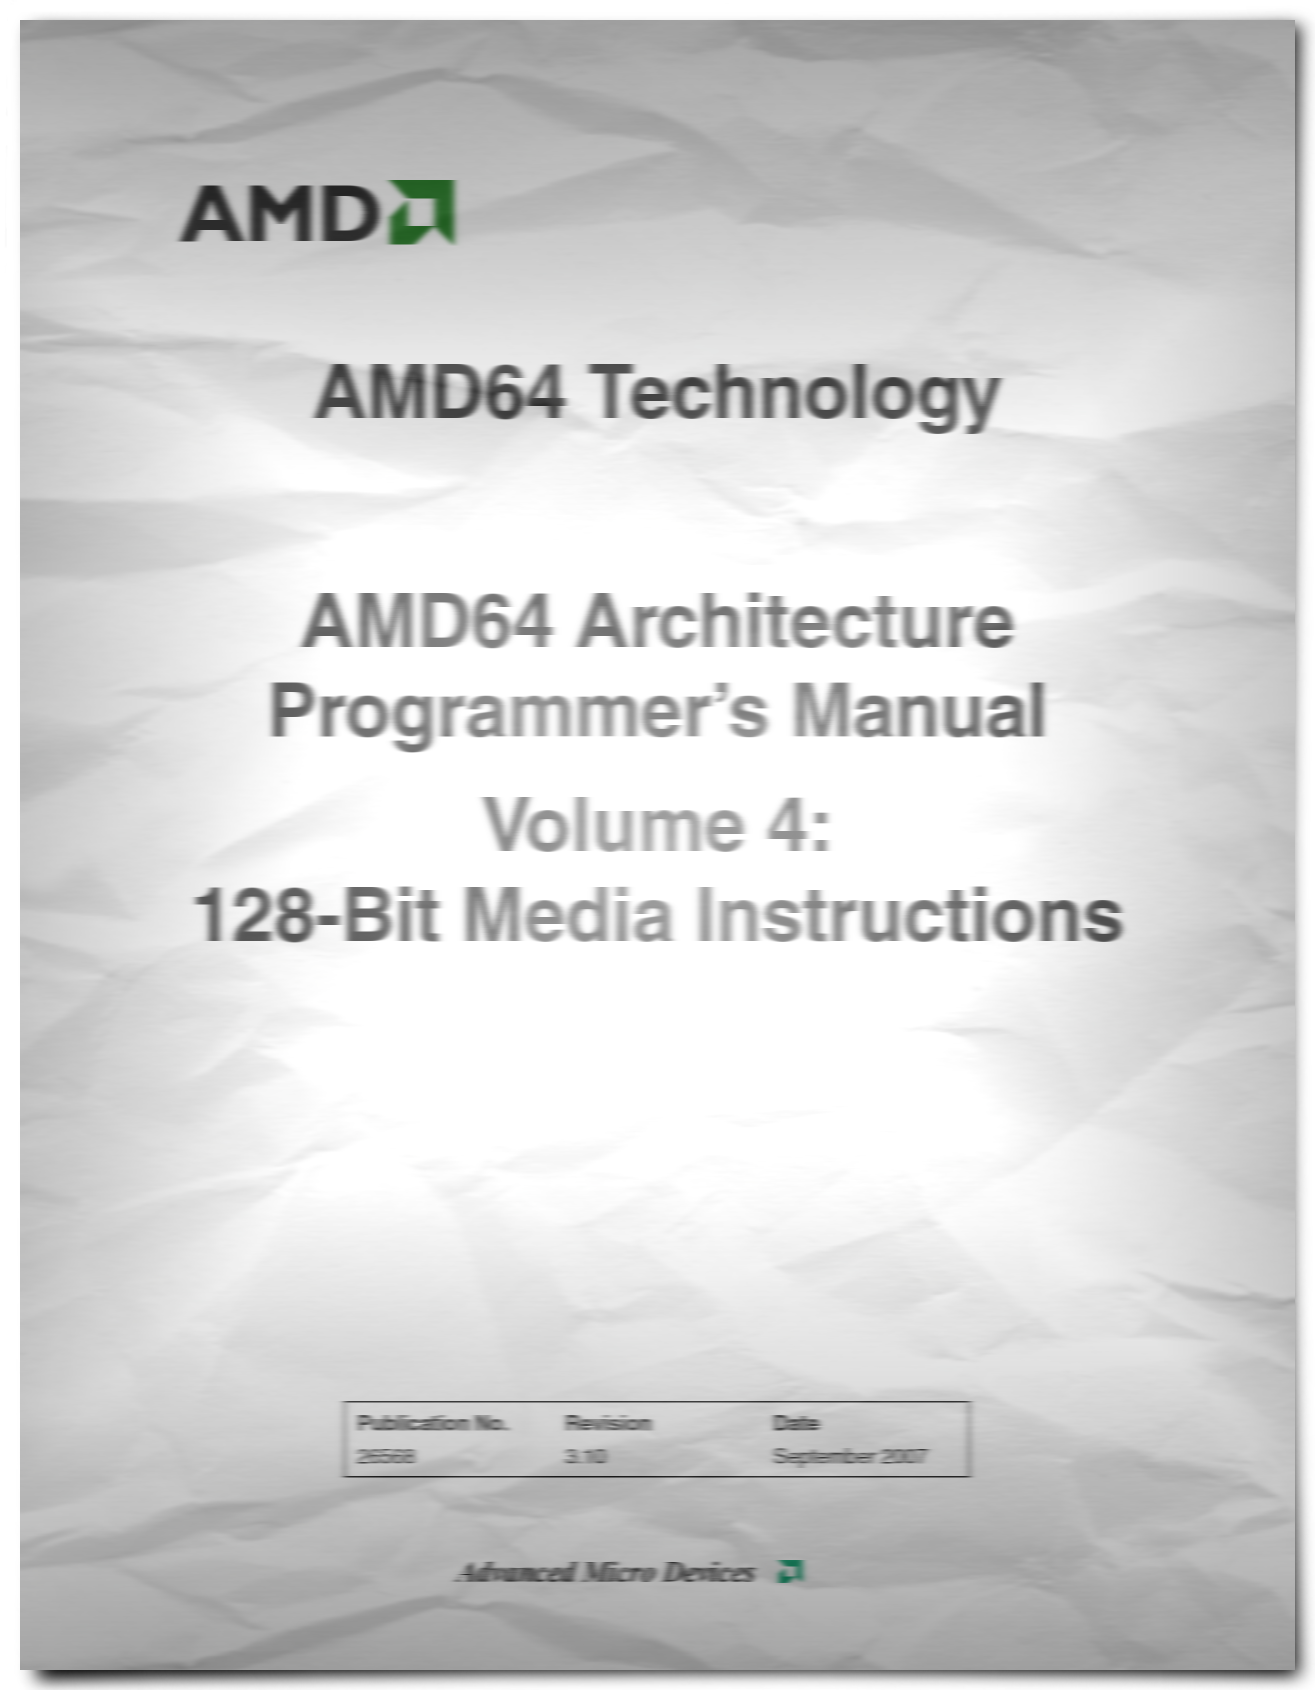 AMD
AMD64 Technology
AMD64 Architecture
Programmer’s Manual
Volume 4:
128-Bit Media Instructions
Publication No. Revision Date
26568 3.10 September 2007
Advanced Micro Devices